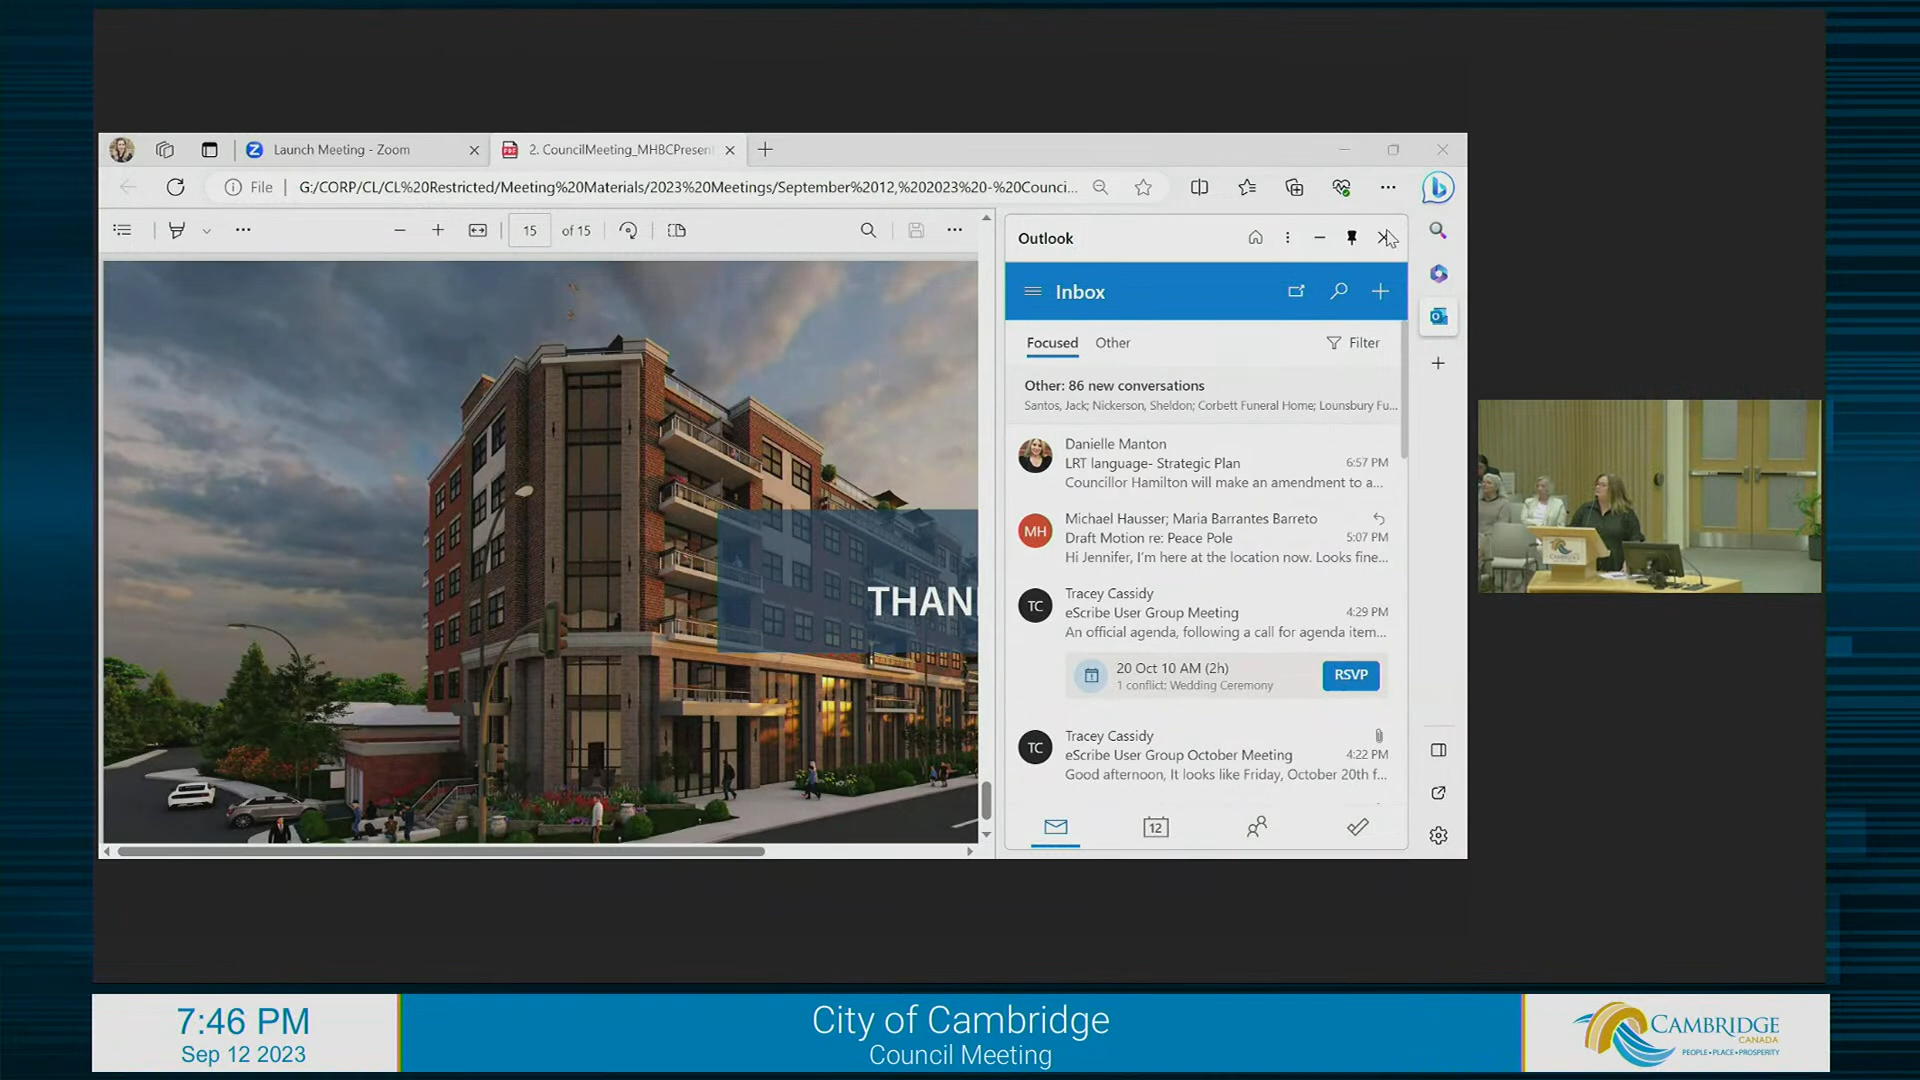 Launch Meeting - Zoom
2. CouncilMeeting_MHBCPresen
File
G:/CORP/CL/CL%20Restricted/Meeting%20Materials/2023%20Meetings/September%2012,%202023%20-%20Counci...
15 of 15
Outlook
Inbox
Focused Other Filter
Other: 86 new conversations
Santos, Jack; Nickerson, Sheldon; Corbett Funeral Home; Lounsbury Fu...
Danielle Manton
LRT language- Strategic Plan 6:57 PM
Councillor Hamilton will make an amendment to a...
MH
Michael Hausser; Maria Barrantes Barreto
Draft Motion re: Peace Pole 5:07 PM
Hi Jennifer, I'm here at the location now. Looks fine...
TC
Tracey Cassidy
eScribe User Group Meeting 4:29 PM
An official agenda, following a call for agenda item...
20 Oct 10 AM (2h)
1 conflict: Wedding Ceremony
RSVP
TC
Tracey Cassidy
eScribe User Group October Meeting 4:22 PM
Good afternoon, It looks like Friday, October 20th f...
12
THAN
7:46 PM
Sep 12 2023
City of Cambridge
Council Meeting
CAMBRIDGE
CANADA
PEOPLE • PLACE • PROSPERITY